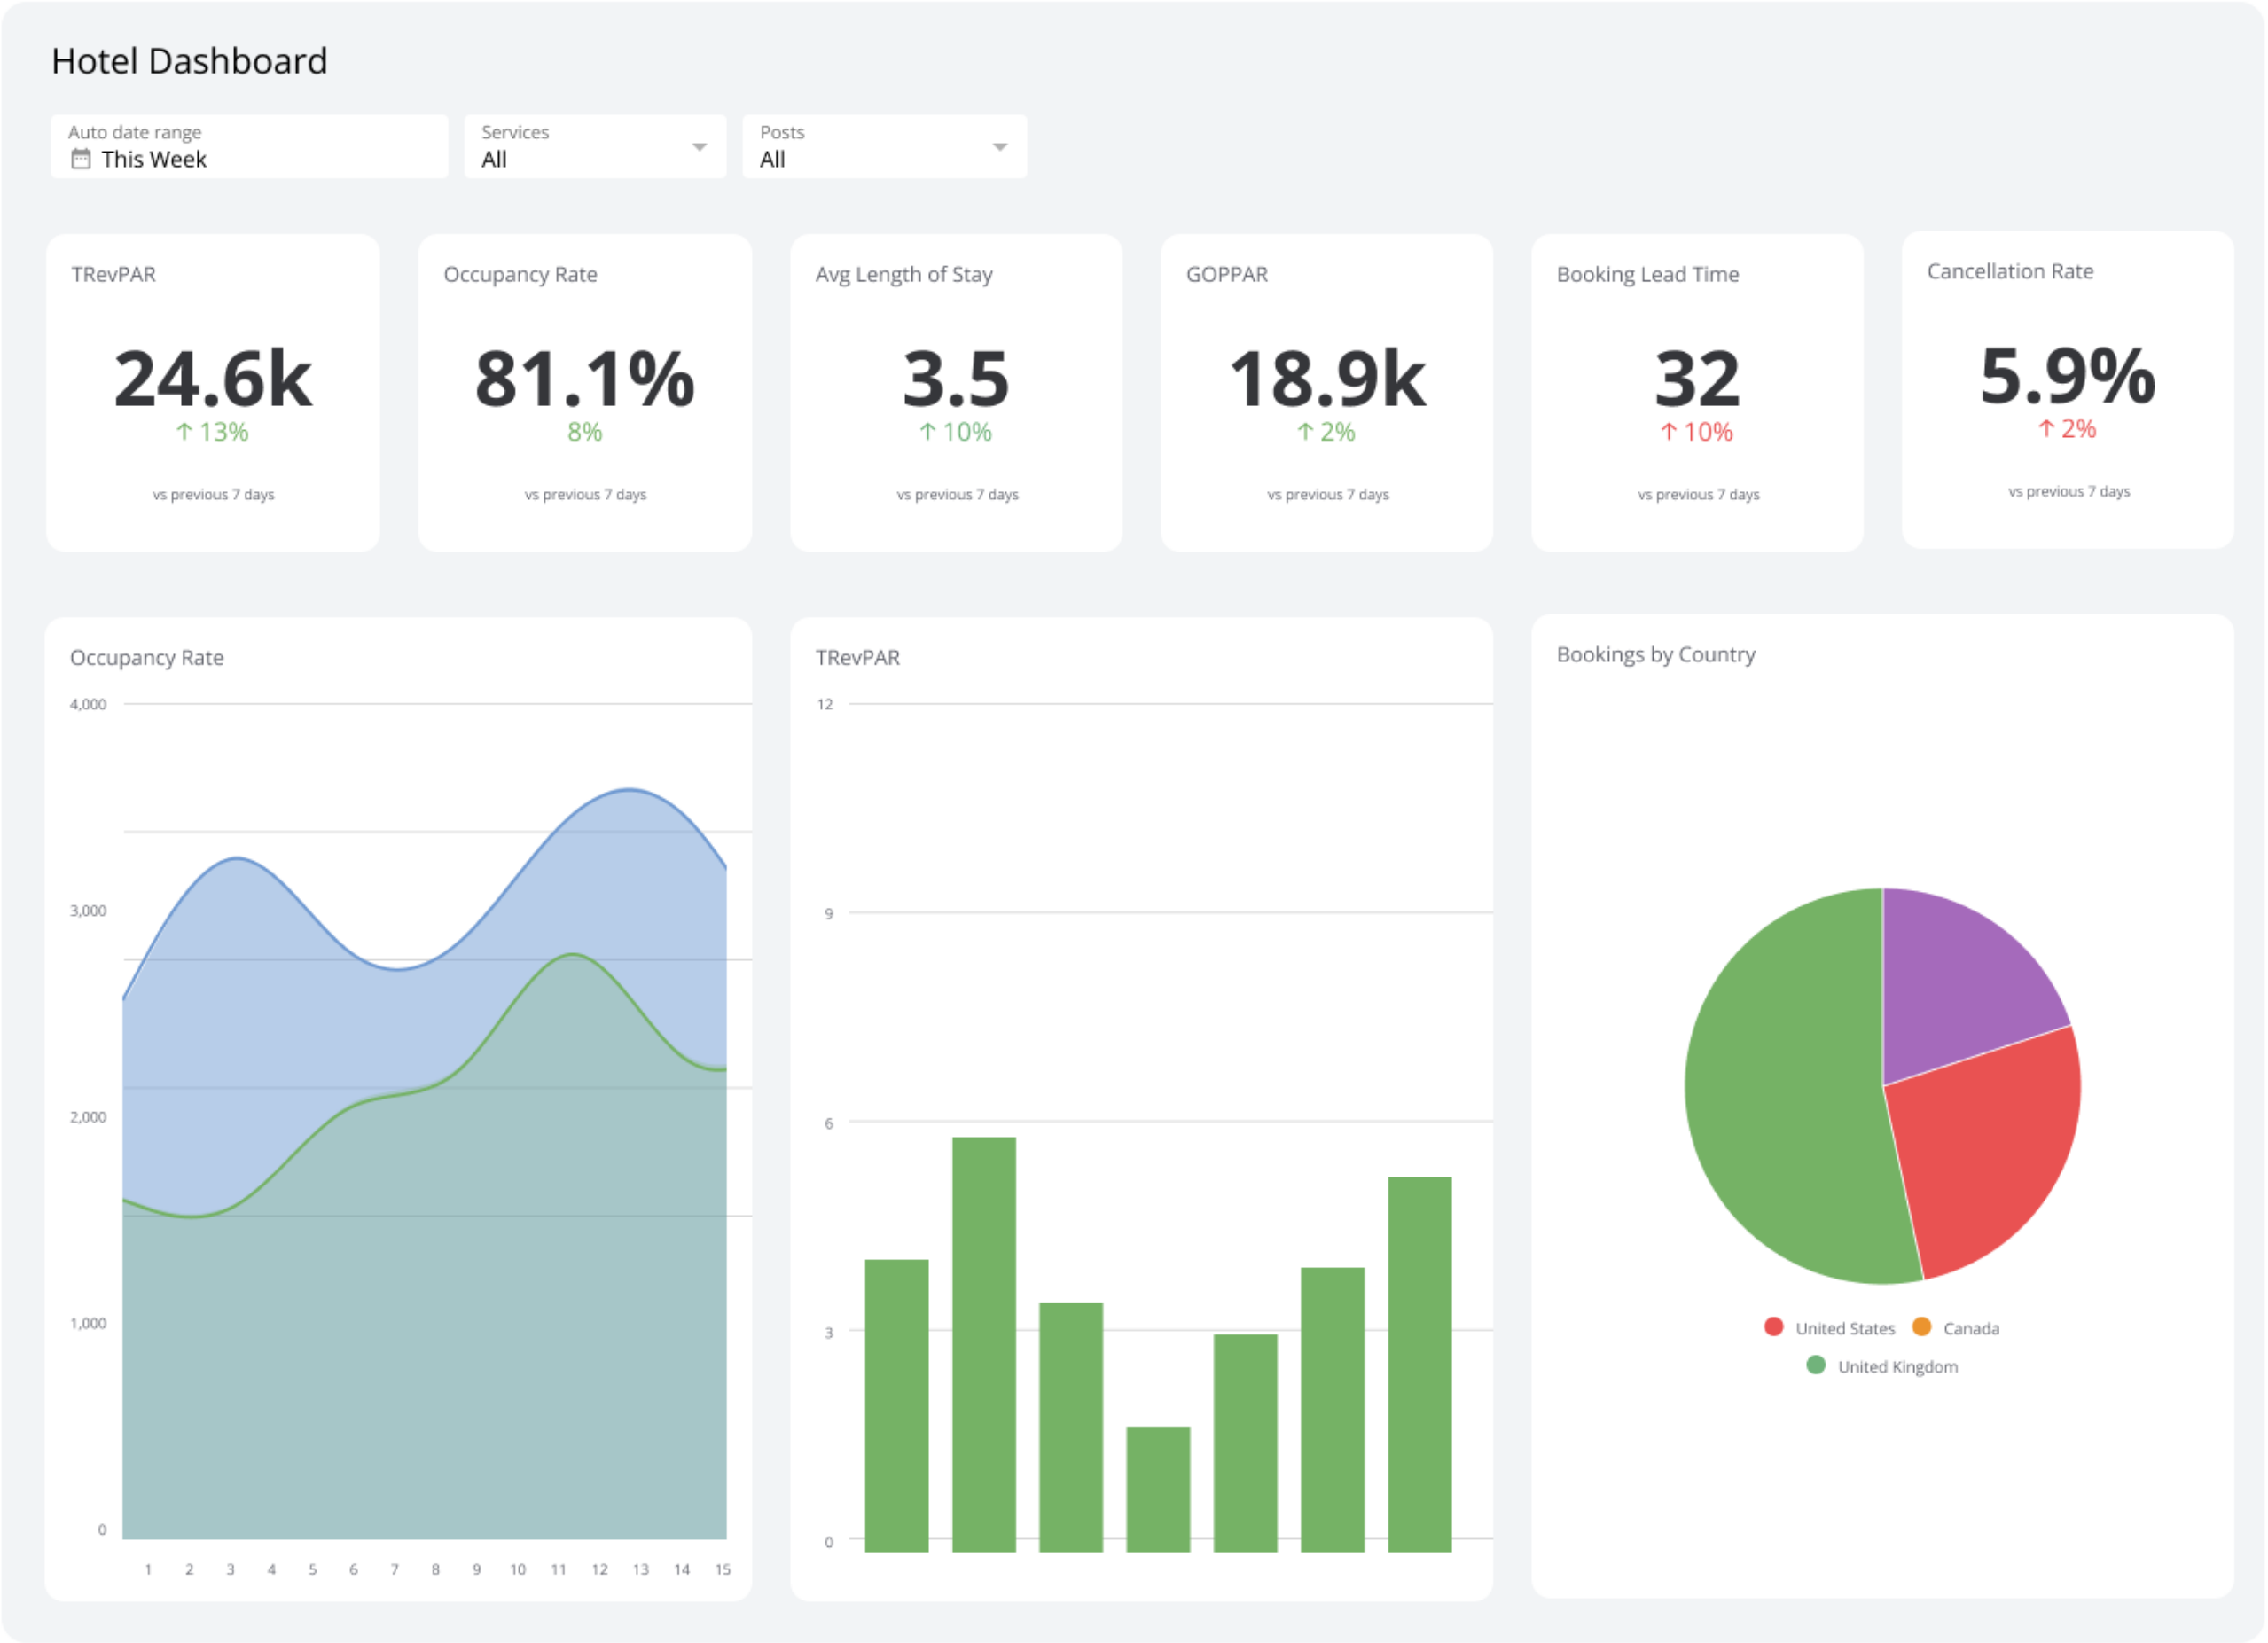 Hotel Dashboard
Auto date range
This Week
Services
All
Posts
All
TRevPAR
24.6k
↑ 13%
vs previous 7 days
Occupancy Rate
81.1%
8%
vs previous 7 days
Avg Length of Stay
3.5
↑ 10%
vs previous 7 days
GOPPAR
18.9k
↑ 2%
vs previous 7 days
Booking Lead Time
32
↑ 10%
vs previous 7 days
Cancellation Rate
5.9%
↑ 2%
vs previous 7 days
Occupancy Rate
4,000
3,000
2,000
1,000
0
1 2 3 4 5 6 7 8 9 10 11 12 13 14 15
TRevPAR
12
9
6
3
0
Bookings by Country
United States Canada
United Kingdom